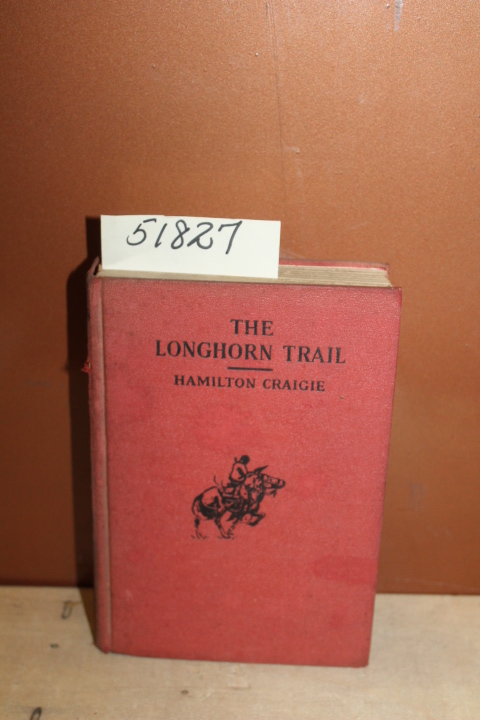 51827
THE
LONGHORN TRAIL
HAMILTON CRAIGIE